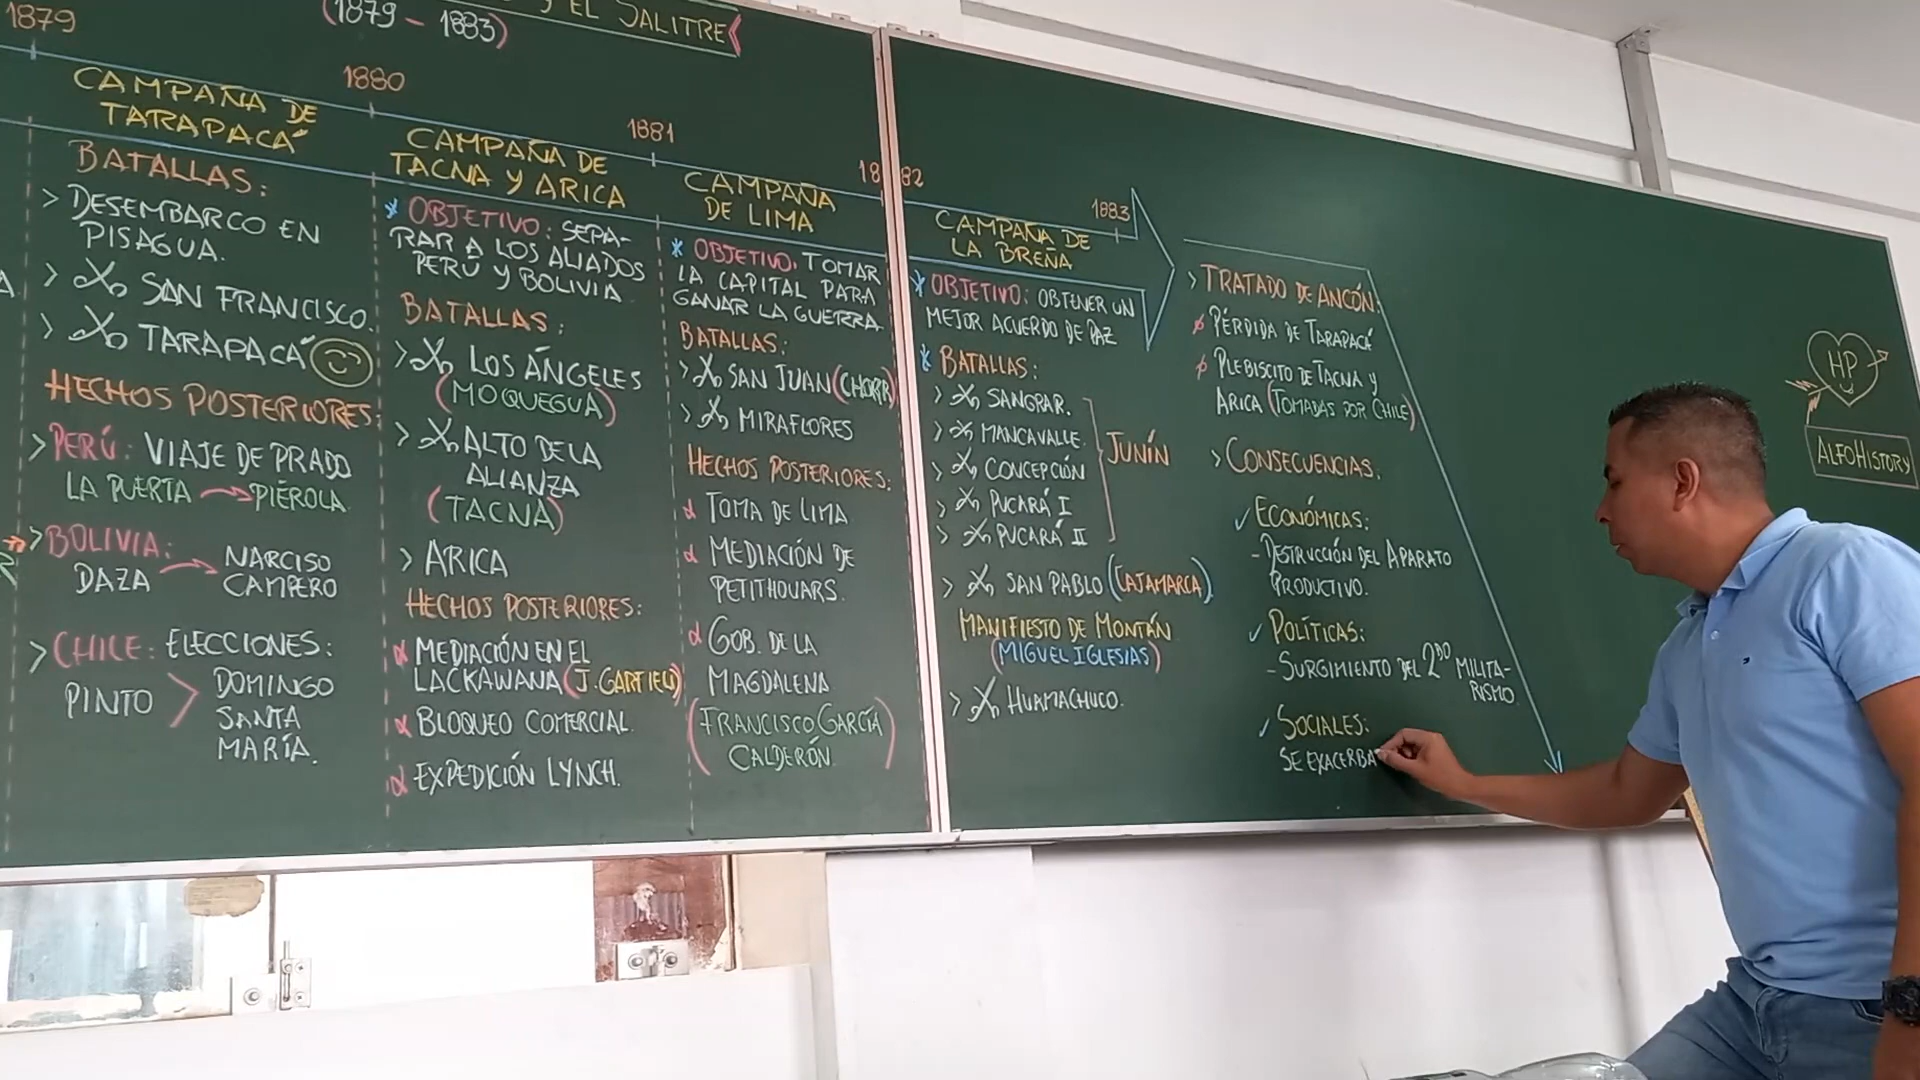 Y EL SALITRE
(1879 - 1883)
1879
1880
1881
1882
1883
CAMPAÑA DE
TARAPACÁ
BATALLAS:
> DESEMBARCO EN
PISAGUA.
> SAN FRANCISCO.
> TARAPACÁ
HECHOS POSTERIORES:
> PERÚ: VIAJE DE PRADO
LA PUERTA → PIÉROLA
> BOLIVIA:
DAZA → NARCISO
CAMPERO
> CHILE: ELECCIONES:
PINTO > DOMINGO
SANTA
MARÍA.
CAMPAÑA DE
TACNA Y ARICA
* OBJETIVO: SEPA-
RAR A LOS ALIADOS
PERÚ Y BOLIVIA
BATALLAS:
> LOS ÁNGELES
(MOQUEGUA)
> ALTO DE LA
ALIANZA
(TACNA)
> ARICA
HECHOS POSTERIORES:
α MEDIACIÓN EN EL
LACKAWANA (J. GARFIELD)
α BLOQUEO COMERCIAL.
α EXPEDICIÓN LYNCH.
CAMPAÑA
DE LIMA
* OBJETIVO: TOMAR
LA CAPITAL PARA
GANAR LA GUERRA
BATALLAS:
> SAN JUAN (CHORR)
> MIRAFLORES
HECHOS POSTERIORES:
α TOMA DE LIMA
α MEDIACIÓN DE
PETITHOUARS.
α GOB. DE LA
MAGDALENA
(FRANCISCO GARCÍA
CALDERÓN)
CAMPAÑA DE
LA BREÑA
* OBJETIVO: OBTENER UN
MEJOR ACUERDO DE PAZ
* BATALLAS:
> SANGRAR.
> MANCAVALLE.
> CONCEPCIÓN
> PUCARÁ I
> PUCARÁ II
JUNÍN
> SAN PABLO (CAJAMARCA)
MANIFIESTO DE MONTÁN
(MIGUEL IGLESIAS)
> HUAMACHUCO.
> TRATADO DE ANCÓN:
PÉRDIDA DE TARAPACÁ
PLEBISCITO DE TACNA Y
ARICA (TOMADAS POR CHILE)
> CONSECUENCIAS:
✓ ECONÓMICAS:
- DESTRUCCIÓN DEL APARATO
PRODUCTIVO.
✓ POLÍTICAS:
- SURGIMIENTO DEL 2DO MILITA-
RISMO
✓ SOCIALES:
SE EXACERBA
HP
ALFOHISTORY